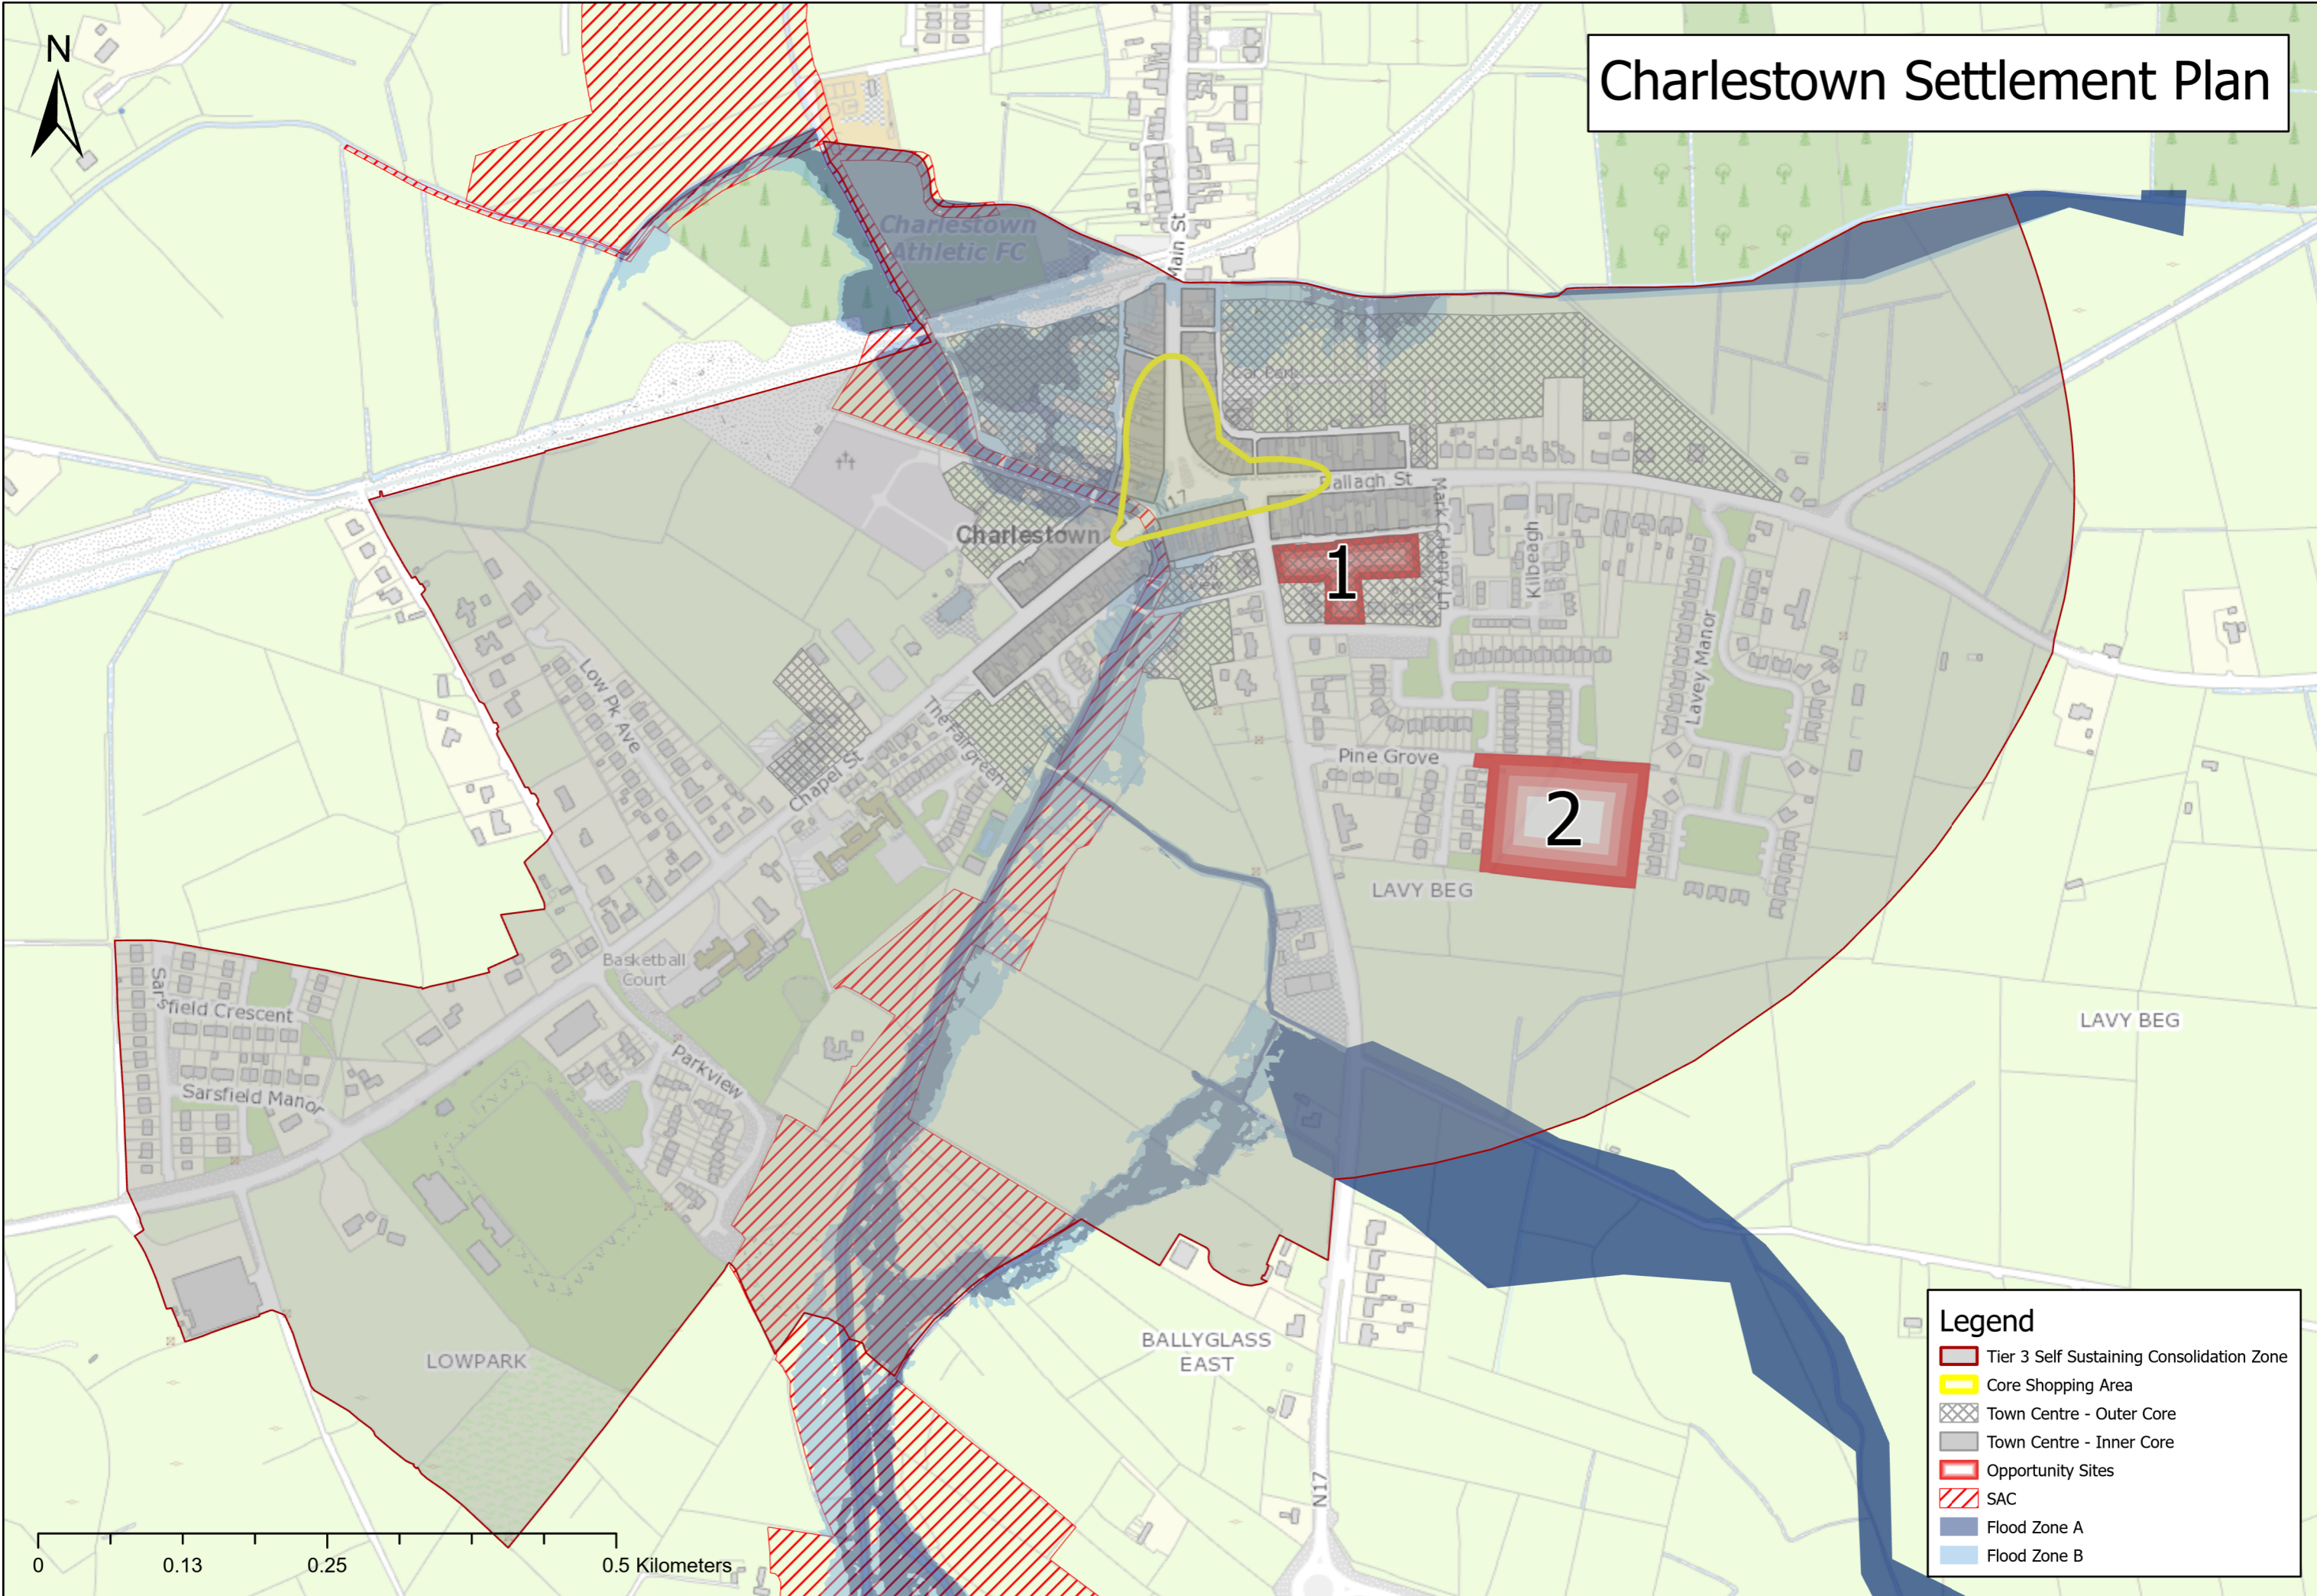 N
Charlestown Settlement Plan
Main St
Charlestown
Athletic FC
Car Park
Ballagh St
N17
Charlestown
Mark C Henry Ln
Kilbeagh
1
Low Pk Ave
The Fairgreen
Lavey Manor
Chapel St
Pine Grove
2
LAVY BEG
Basketball
Court
Sarsfield Crescent
LAVY BEG
Parkview
Sarsfield Manor
BALLYGLASS
EAST
LOWPARK
N17
Legend
Tier 3 Self Sustaining Consolidation Zone
Core Shopping Area
Town Centre - Outer Core
Town Centre - Inner Core
Opportunity Sites
SAC
Flood Zone A
Flood Zone B
0 0.13 0.25 0.5 Kilometers